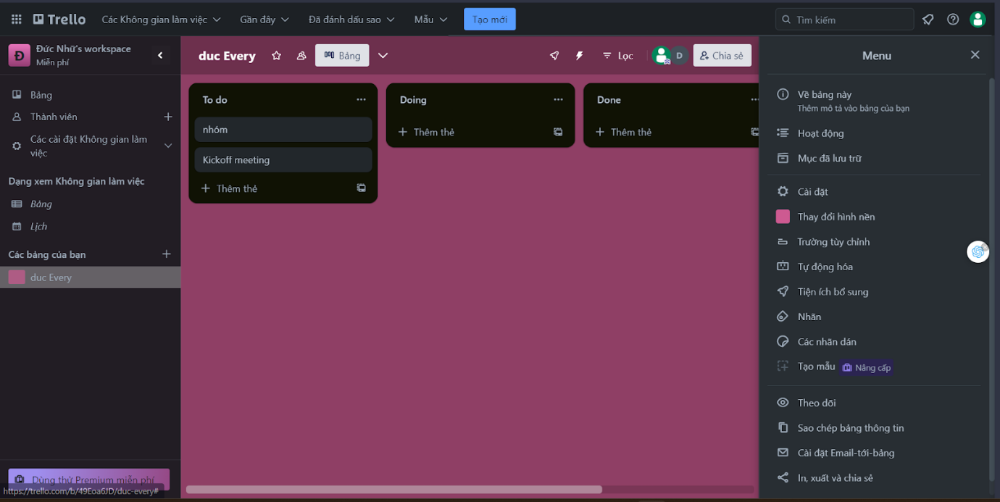 Trello
Các Không gian làm việc
Gần đây
Đã đánh dấu sao
Mẫu
Tạo mới
Tìm kiếm
Đ
Đức Nhữ's workspace
Miễn phí
Bảng
Thành viên
Các cài đặt Không gian làm
việc
Dạng xem Không gian làm việc
Bảng
Lịch
Các bảng của bạn
duc Every
Dùng thử Premium miễn phí
https://trello.com/b/49Eoa6JD/duc-every#
duc Every
Bảng
Lọc
D
Chia sẻ
To do
nhóm
Kickoff meeting
Thêm thẻ
Doing
Thêm thẻ
Done
Thêm thẻ
Menu
Về bảng này
Thêm mô tả vào bảng của bạn
Hoạt động
Mục đã lưu trữ
Cài đặt
Thay đổi hình nền
Trường tùy chỉnh
Tự động hóa
Tiện ích bổ sung
Nhãn
Các nhãn dán
Tạo mẫu Nâng cấp
Theo dõi
Sao chép bảng thông tin
Cài đặt Email-tới-bảng
In, xuất và chia sẻ